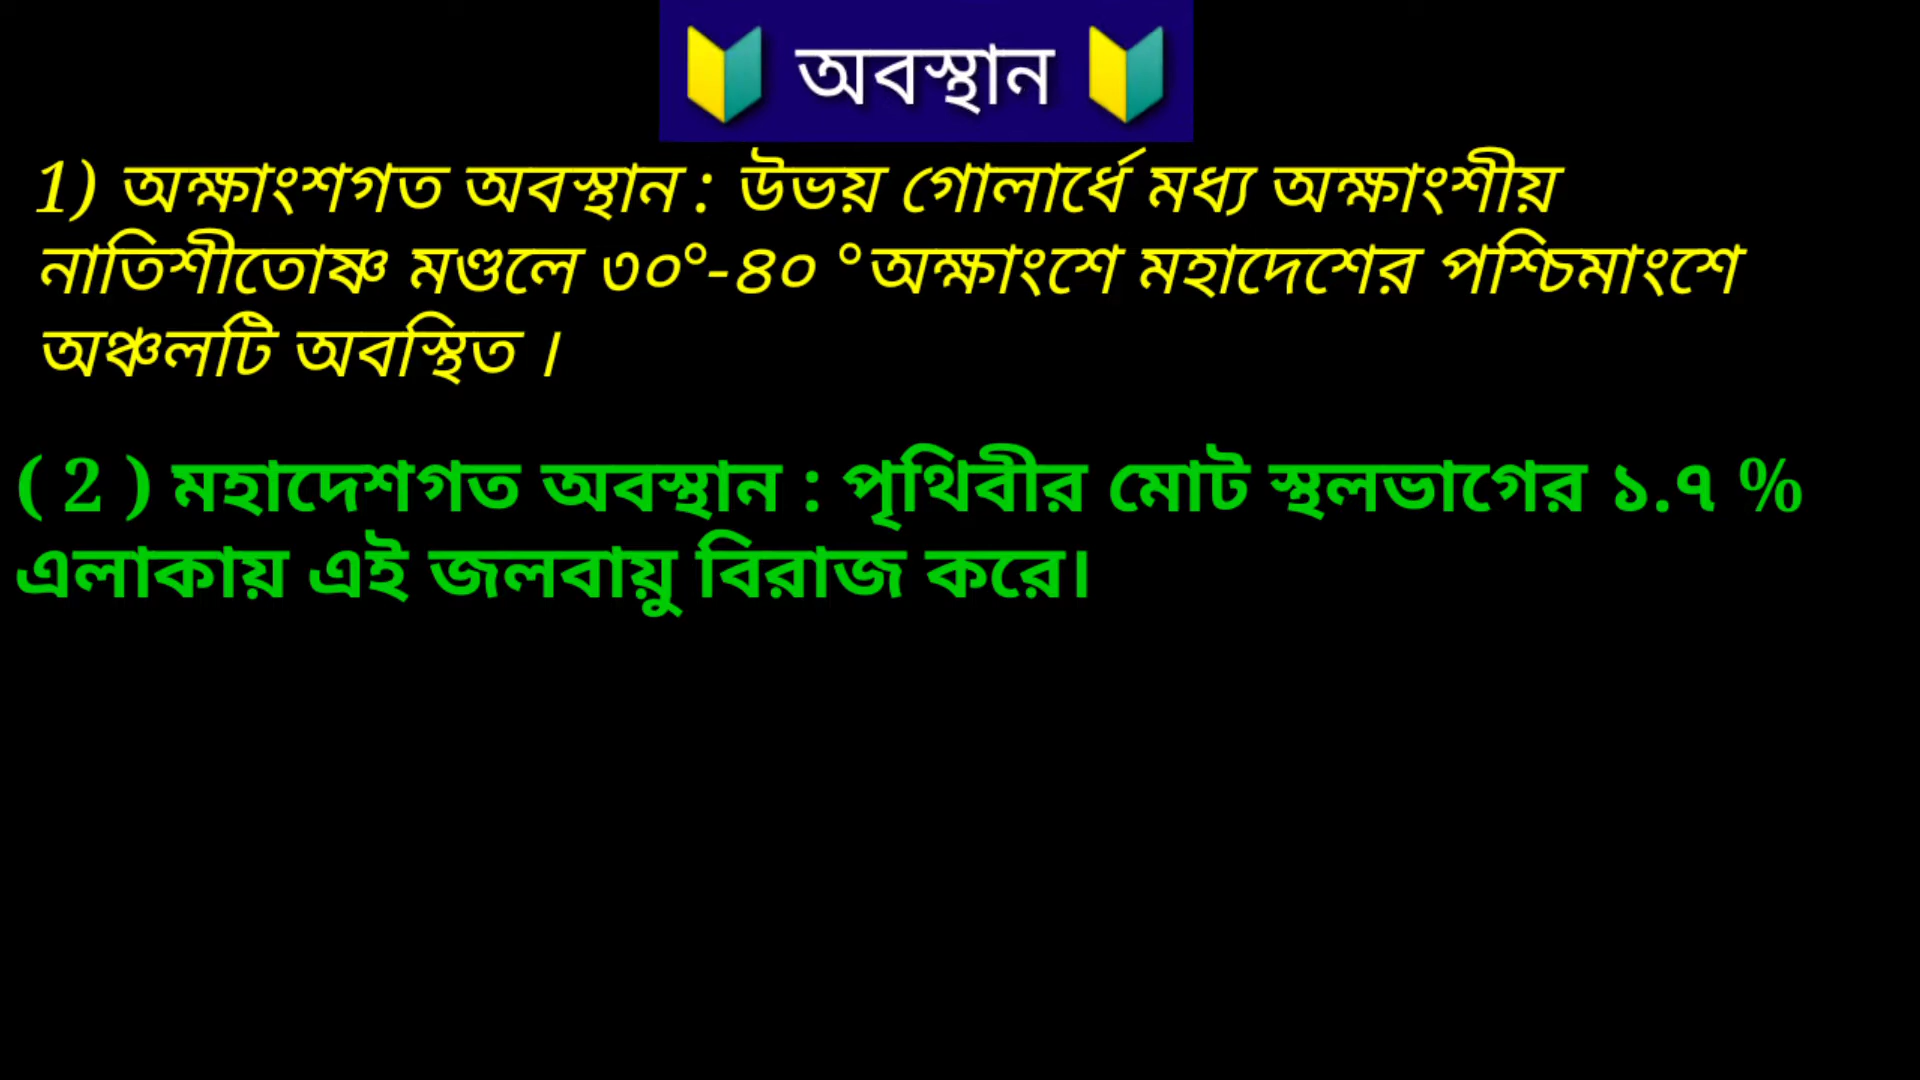 🔰 অবস্থান 🔰
1) অক্ষাংশগত অবস্থান : উভয় গোলার্ধে মধ্য অক্ষাংশীয়
নাতিশীতোষ্ণ মণ্ডলে ৩০°-৪০ °অক্ষাংশে মহাদেশের পশ্চিমাংশে
অঞ্চলটি অবস্থিত ।
( 2 ) মহাদেশগত অবস্থান : পৃথিবীর মোট স্থলভাগের ১.৭ %
এলাকায় এই জলবায়ু বিরাজ করে।